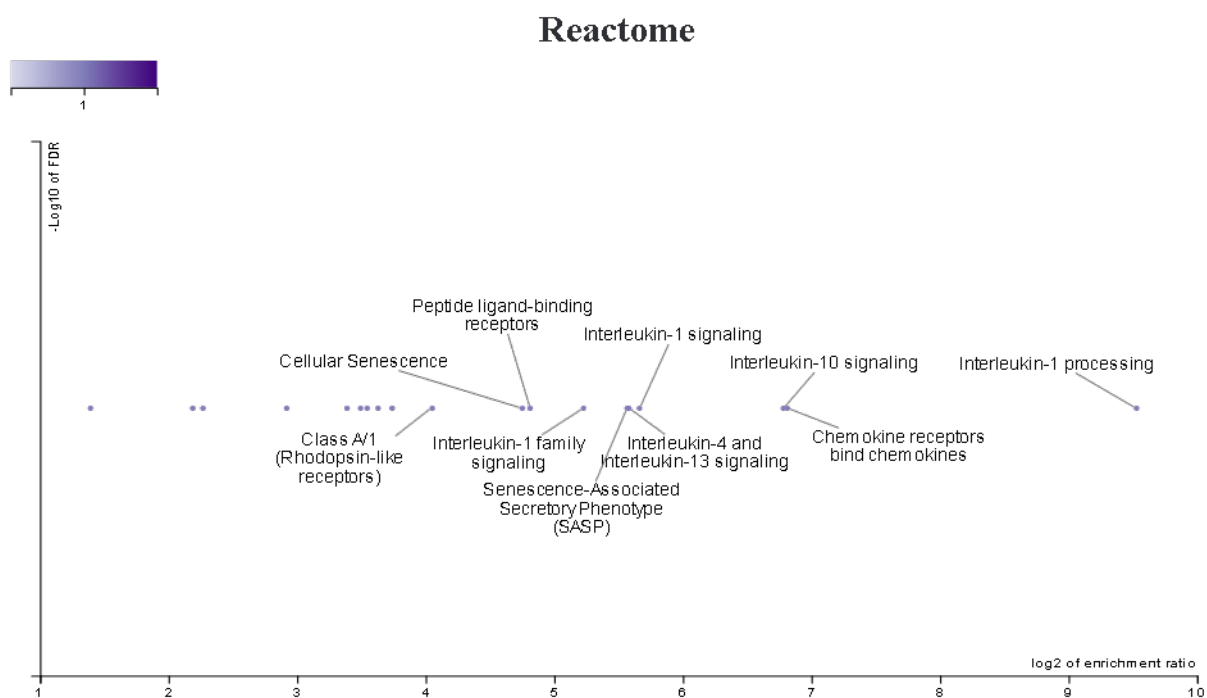 Reactome
1
-Log10 of FDR
Peptide ligand-binding
receptors
Interleukin-1 signaling
Cellular Senescence
Interleukin-10 signaling
Interleukin-1 processing
Class A/1
(Rhodopsin-like
receptors)
Interleukin-1 family
signaling
Interleukin-4 and
Interleukin-13 signaling
Chemokine receptors
bind chemokines
Senescence-Associated
Secretory Phenotype
(SASP)
log2 of enrichment ratio
1 2 3 4 5 6 7 8 9 10